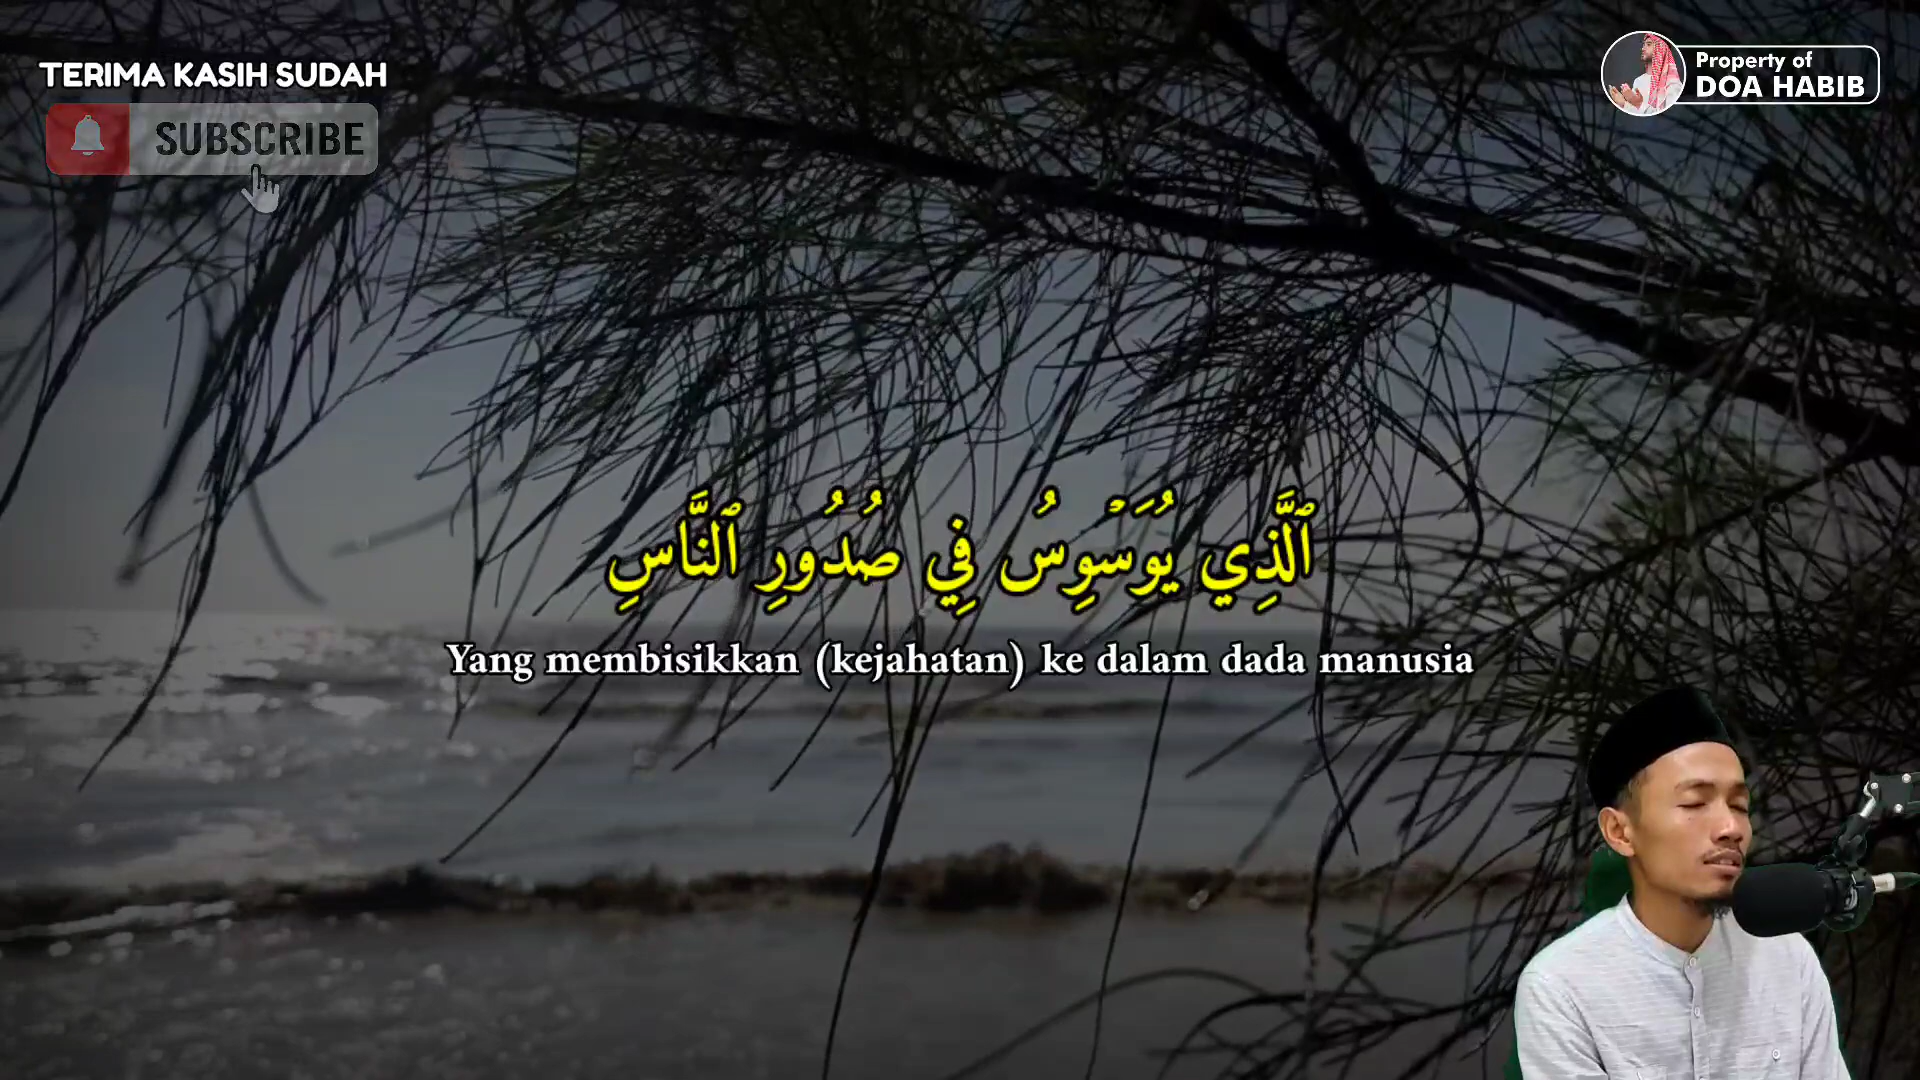 TERIMA KASIH SUDAH
SUBSCRIBE
Property of
DOA HABIB
ٱلَّذِي يُوَسْوِسُ فِي صُدُورِ ٱلنَّاسِ
Yang membisikkan (kejahatan) ke dalam dada manusia